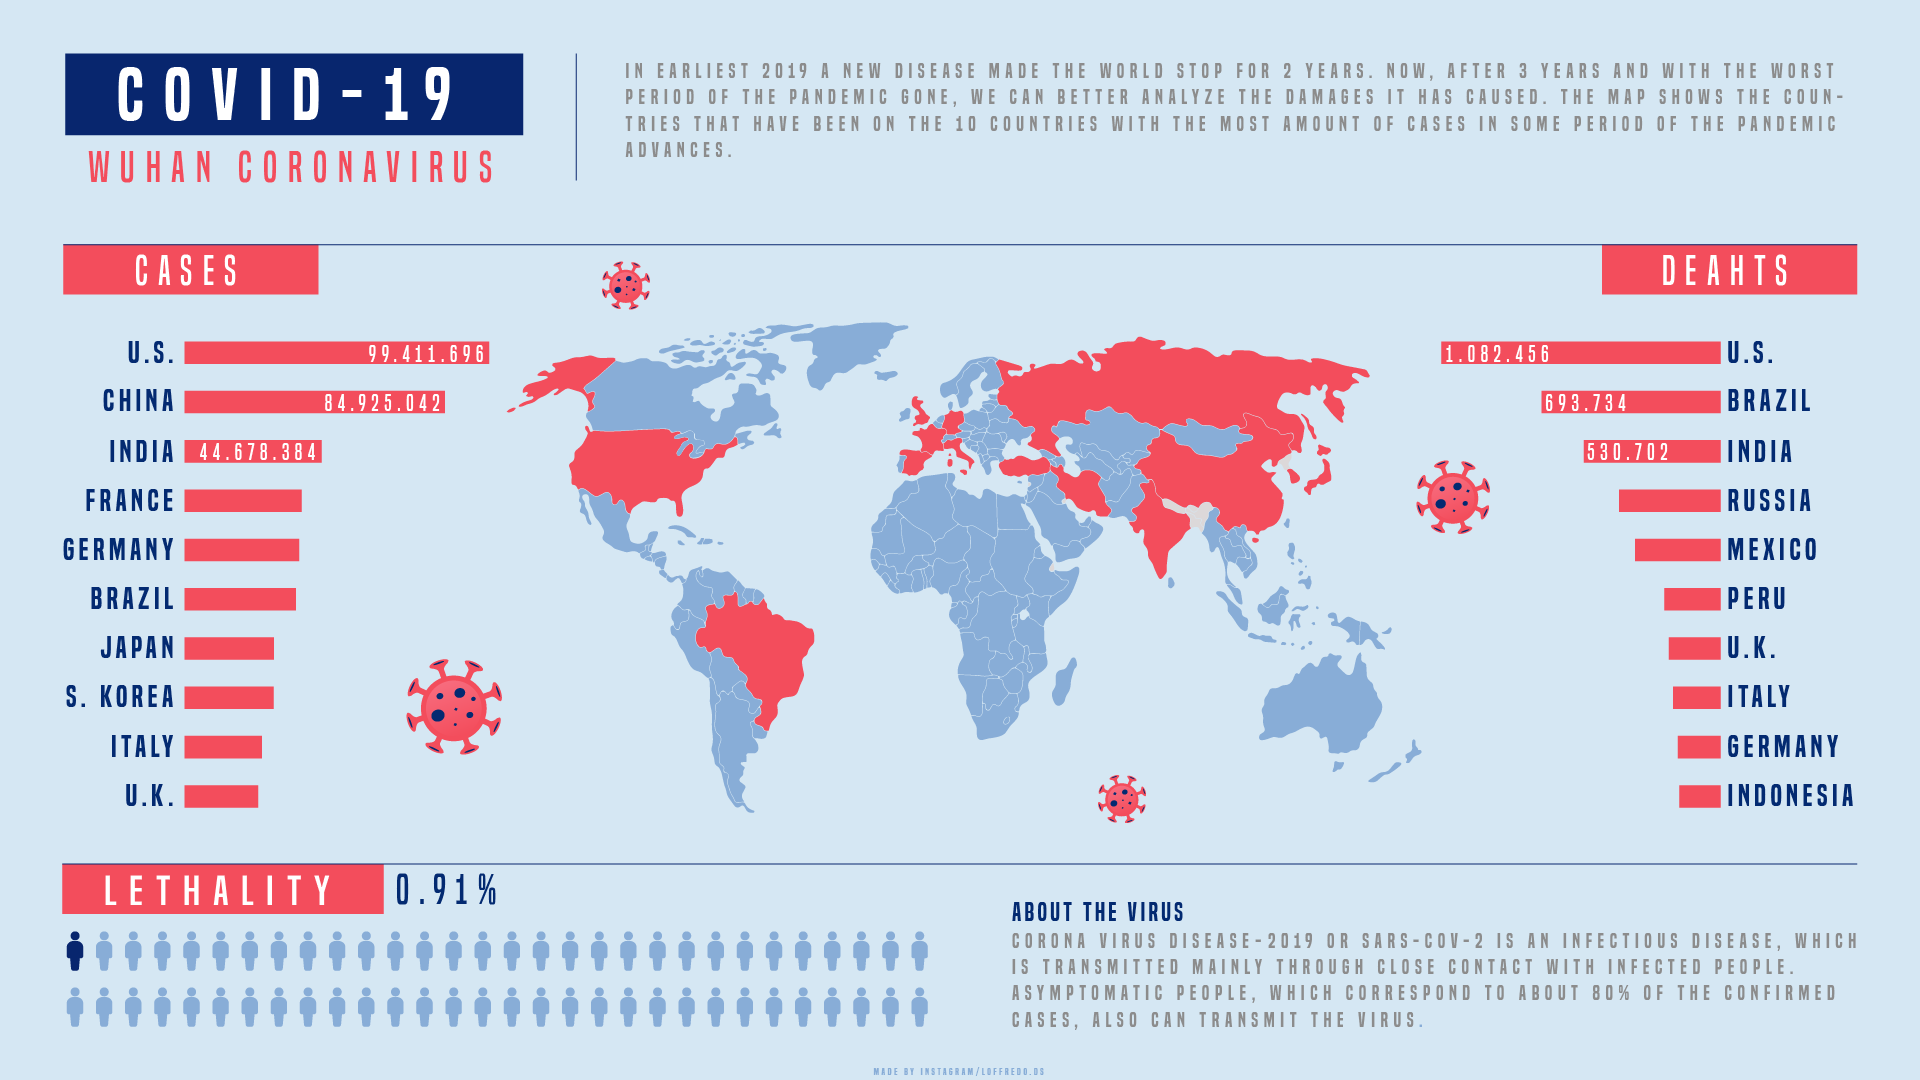 COVID-19
WUHAN CORONAVIRUS
IN EARLIEST 2019 A NEW DISEASE MADE THE WORLD STOP FOR 2 YEARS. NOW, AFTER 3 YEARS AND WITH THE WORST
PERIOD OF THE PANDEMIC GONE, WE CAN BETTER ANALYZE THE DAMAGES IT HAS CAUSED. THE MAP SHOWS THE COUN-
TRIES THAT HAVE BEEN ON THE 10 COUNTRIES WITH THE MOST AMOUNT OF CASES IN SOME PERIOD OF THE PANDEMIC
ADVANCES.
CASES
U.S. 99.411.696
CHINA 84.925.042
INDIA 44.678.384
FRANCE
GERMANY
BRAZIL
JAPAN
S. KOREA
ITALY
U.K.
DEAHTS
1.082.456 U.S.
693.734 BRAZIL
530.702 INDIA
RUSSIA
MEXICO
PERU
U.K.
ITALY
GERMANY
INDONESIA
LETHALITY 0.91%
ABOUT THE VIRUS
CORONA VIRUS DISEASE-2019 OR SARS-COV-2 IS AN INFECTIOUS DISEASE, WHICH
IS TRANSMITTED MAINLY THROUGH CLOSE CONTACT WITH INFECTED PEOPLE.
ASYMPTOMATIC PEOPLE, WHICH CORRESPOND TO ABOUT 80% OF THE CONFIRMED
CASES, ALSO CAN TRANSMIT THE VIRUS.
MADE BY INSTAGRAM/LOFFREDO.DS